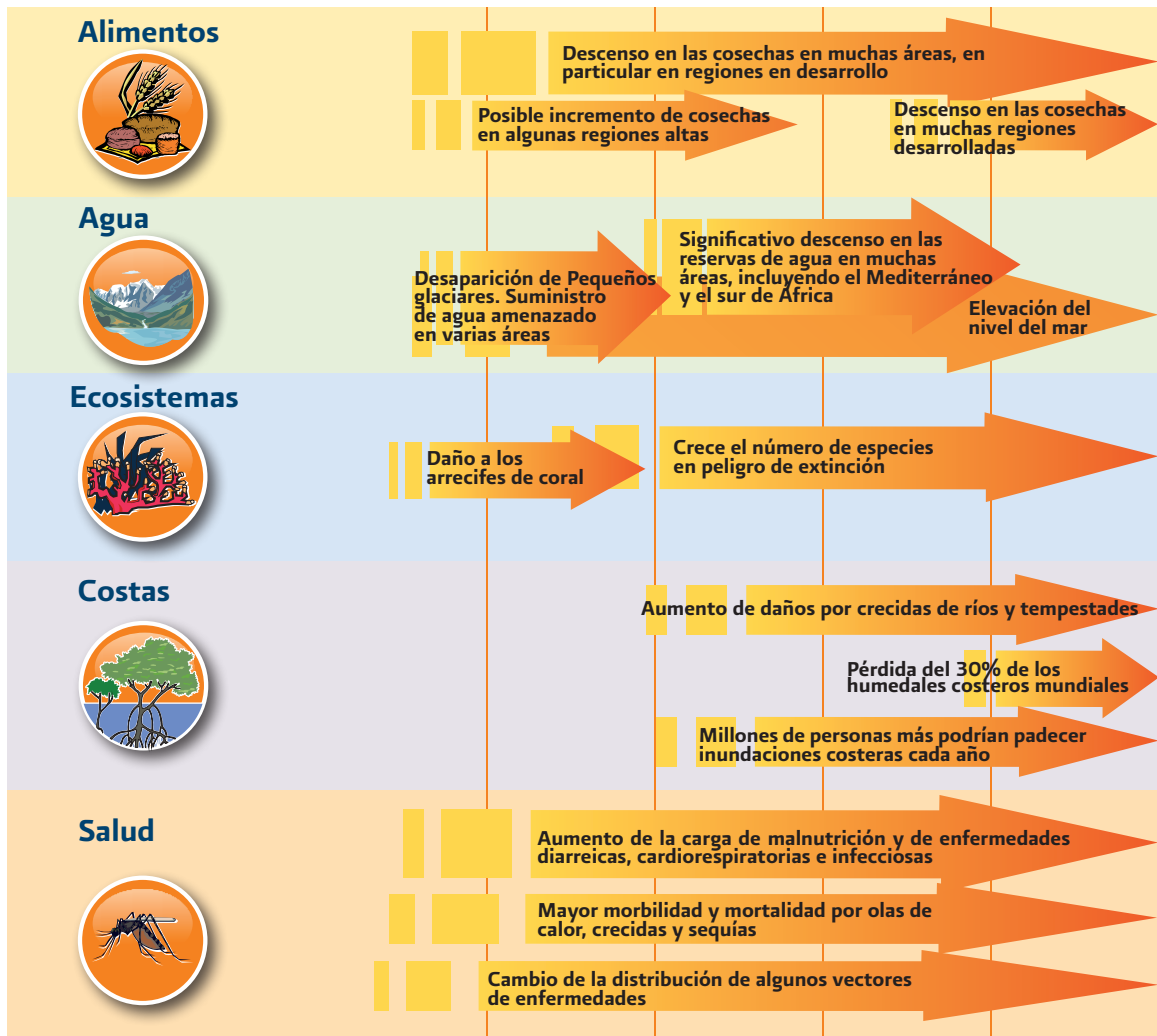 Alimentos
Descenso en las cosechas en muchas áreas, en
particular en regiones en desarrollo
Posible incremento de cosechas
en algunas regiones altas
Descenso en las cosechas
en muchas regiones
desarrolladas
Agua
Desaparición de Pequeños
glaciares. Suministro
de agua amenazado
en varias áreas
Significativo descenso en las
reservas de agua en muchas
áreas, incluyendo el Mediterráneo
y el sur de África
Elevación del
nivel del mar
Ecosistemas
Daño a los
arrecifes de coral
Crece el número de especies
en peligro de extinción
Costas
Aumento de daños por crecidas de ríos y tempestades
Pérdida del 30% de los
humedales costeros mundiales
Millones de personas más podrían padecer
inundaciones costeras cada año
Salud
Aumento de la carga de malnutrición y de enfermedades
diarreicas, cardiorespiratorias e infecciosas
Mayor morbilidad y mortalidad por olas de
calor, crecidas y sequías
Cambio de la distribución de algunos vectores
de enfermedades